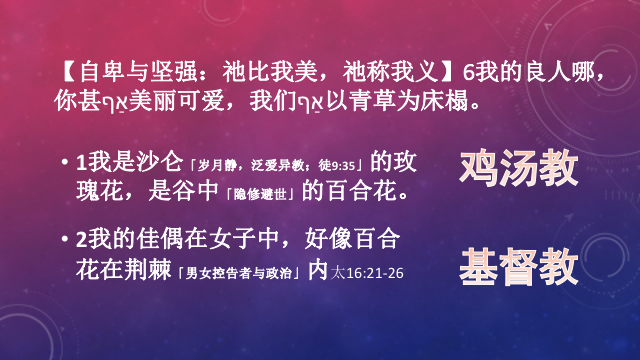 【自卑与坚强：祂比我美，祂称我义】6我的良人哪，
你甚אַף美丽可爱，我们אַף以青草为床榻。
• 1我是沙仑「岁月静，泛爱异教；徒9:35」的玫
瑰花，是谷中「隐修避世」的百合花。
鸡汤教
• 2我的佳偶在女子中，好像百合
花在荆棘「男女控告者与政治」内太16:21-26
基督教